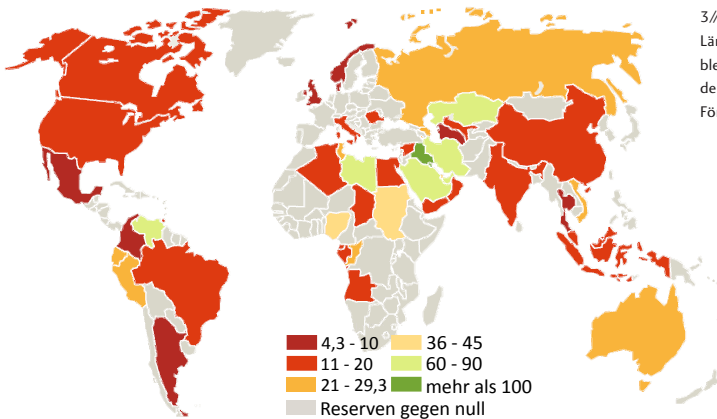 3//
Län
ble
de
För
4,3 - 10
36 - 45
11 - 20
60 - 90
21 - 29,3
mehr als 100
Reserven gegen null